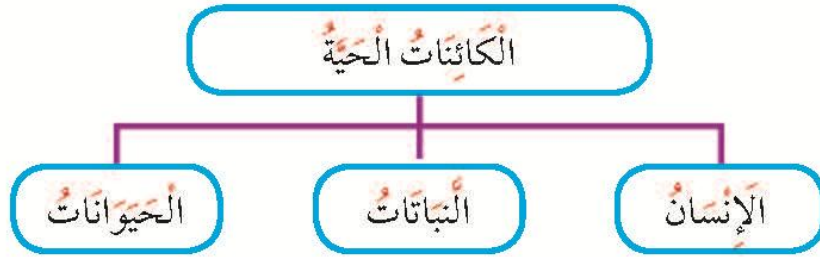 الْكَائِنَاتُ الْحَيَّةُ
الَإِنْسَانُ
النَّبَاتَاتُ
الْحَيَوَانَاتُ